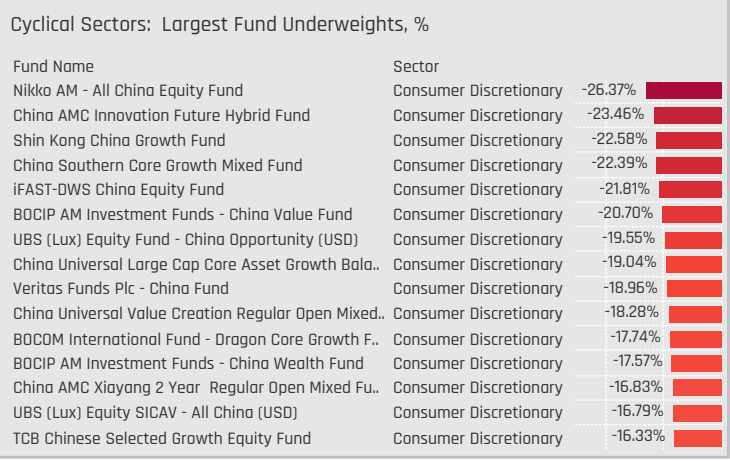 Cyclical Sectors: Largest Fund Underweights, %
Fund Name Sector
Nikko AM - All China Equity Fund Consumer Discretionary -26.37%
China AMC Innovation Future Hybrid Fund Consumer Discretionary -23.46%
Shin Kong China Growth Fund Consumer Discretionary -22.58%
China Southern Core Growth Mixed Fund Consumer Discretionary -22.39%
iFAST-DWS China Equity Fund Consumer Discretionary -21.81%
BOCIP AM Investment Funds - China Value Fund Consumer Discretionary -20.70%
UBS (Lux) Equity Fund - China Opportunity (USD) Consumer Discretionary -19.55%
China Universal Large Cap Core Asset Growth Bala.. Consumer Discretionary -19.04%
Veritas Funds Plc - China Fund Consumer Discretionary -18.96%
China Universal Value Creation Regular Open Mixed.. Consumer Discretionary -18.28%
BOCOM International Fund - Dragon Core Growth F.. Consumer Discretionary -17.74%
BOCIP AM Investment Funds - China Wealth Fund Consumer Discretionary -17.57%
China AMC Xiayang 2 Year Regular Open Mixed Fu.. Consumer Discretionary -16.83%
UBS (Lux) Equity SICAV - All China (USD) Consumer Discretionary -16.79%
TCB Chinese Selected Growth Equity Fund Consumer Discretionary -16.33%